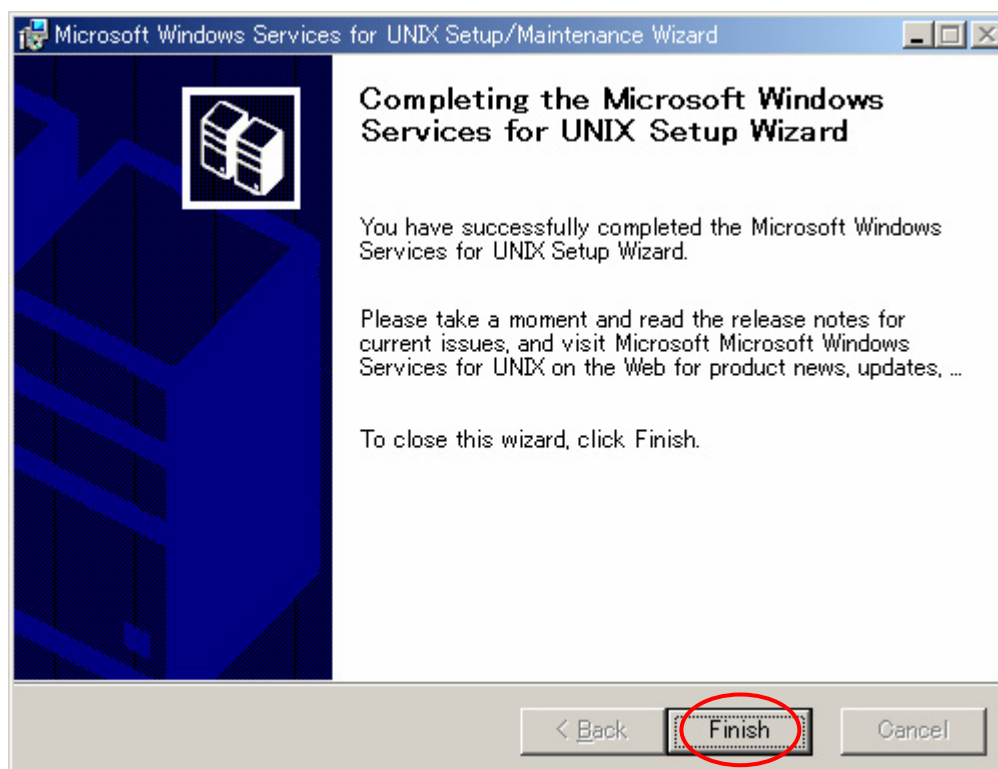 Microsoft Windows Services for UNIX Setup/Maintenance Wizard
Completing the Microsoft Windows
Services for UNIX Setup Wizard
You have successfully completed the Microsoft Windows
Services for UNIX Setup Wizard.
Please take a moment and read the release notes for
current issues, and visit Microsoft Microsoft Windows
Services for UNIX on the Web for product news, updates, ...
To close this wizard, click Finish.
< Back Finish Cancel